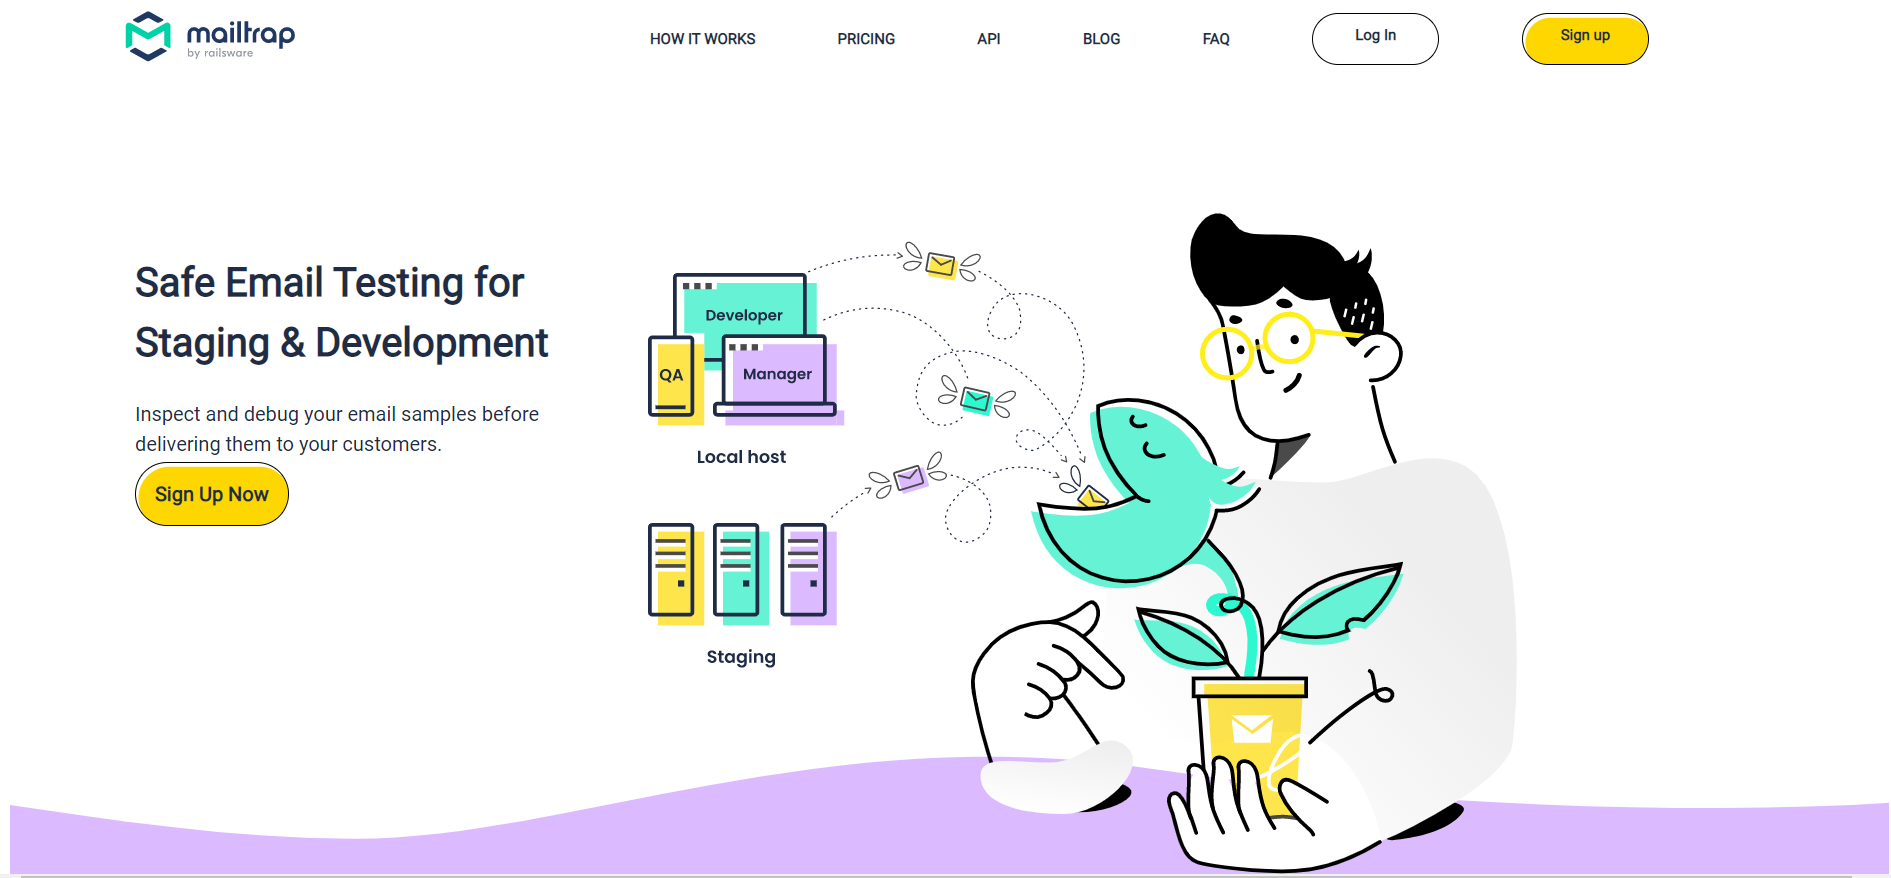 mailtrap
by railsware
HOW IT WORKS
PRICING
API
BLOG
FAQ
Log In
Sign up
Safe Email Testing for
Staging & Development
Inspect and debug your email samples before
delivering them to your customers.
Sign Up Now
Developer
QA
Manager
Local host
Staging